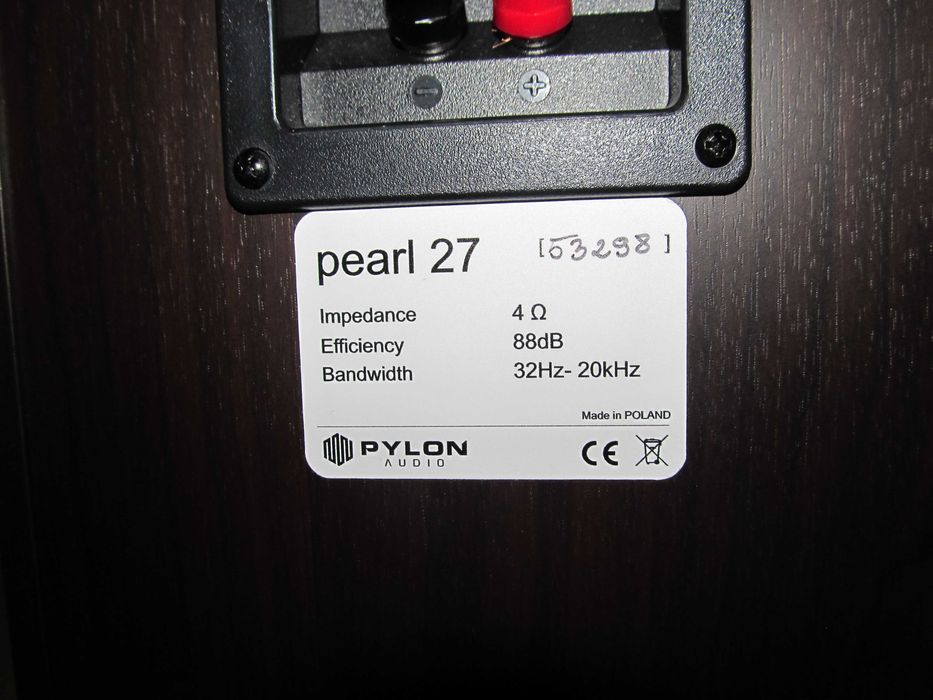 − +
pearl 27 [53298]
Impedance 4 Ω
Efficiency 88dB
Bandwidth 32Hz- 20kHz
Made in POLAND
PYLON
AUDIO
CE